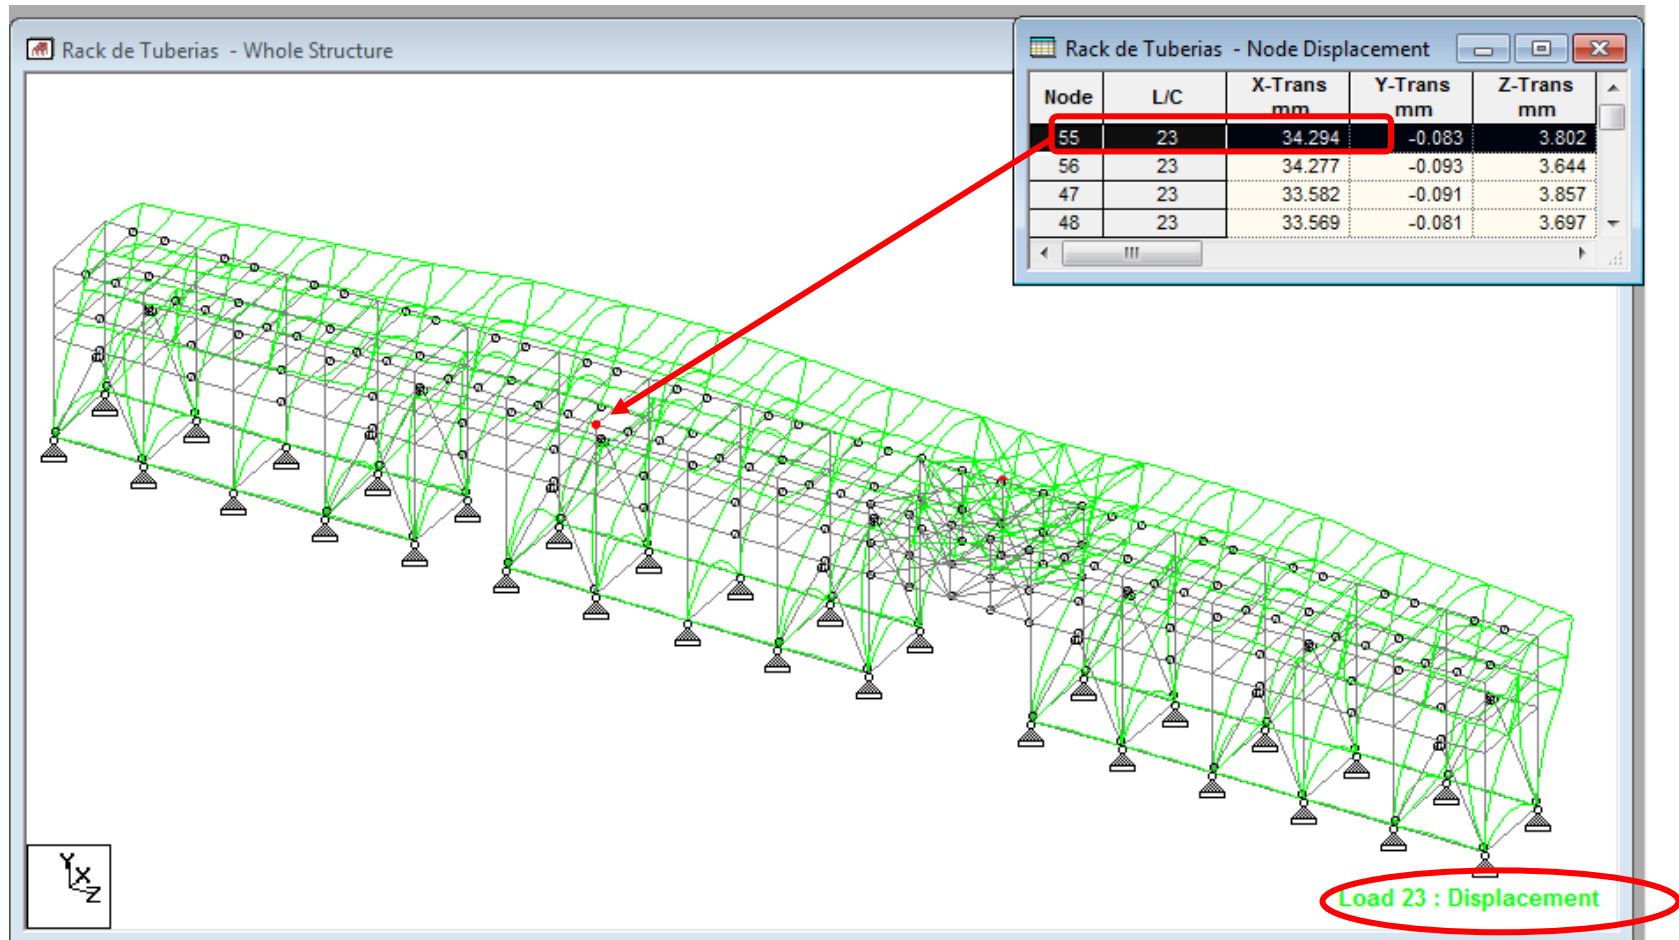 Rack de Tuberias - Whole Structure
Rack de Tuberias - Node Displacement
Node L/C X-Trans mm Y-Trans mm Z-Trans mm
55 23 34.294 -0.083 3.802
56 23 34.277 -0.093 3.644
47 23 33.582 -0.091 3.857
48 23 33.569 -0.081 3.697
Y
X
Z
Load 23 : Displacement